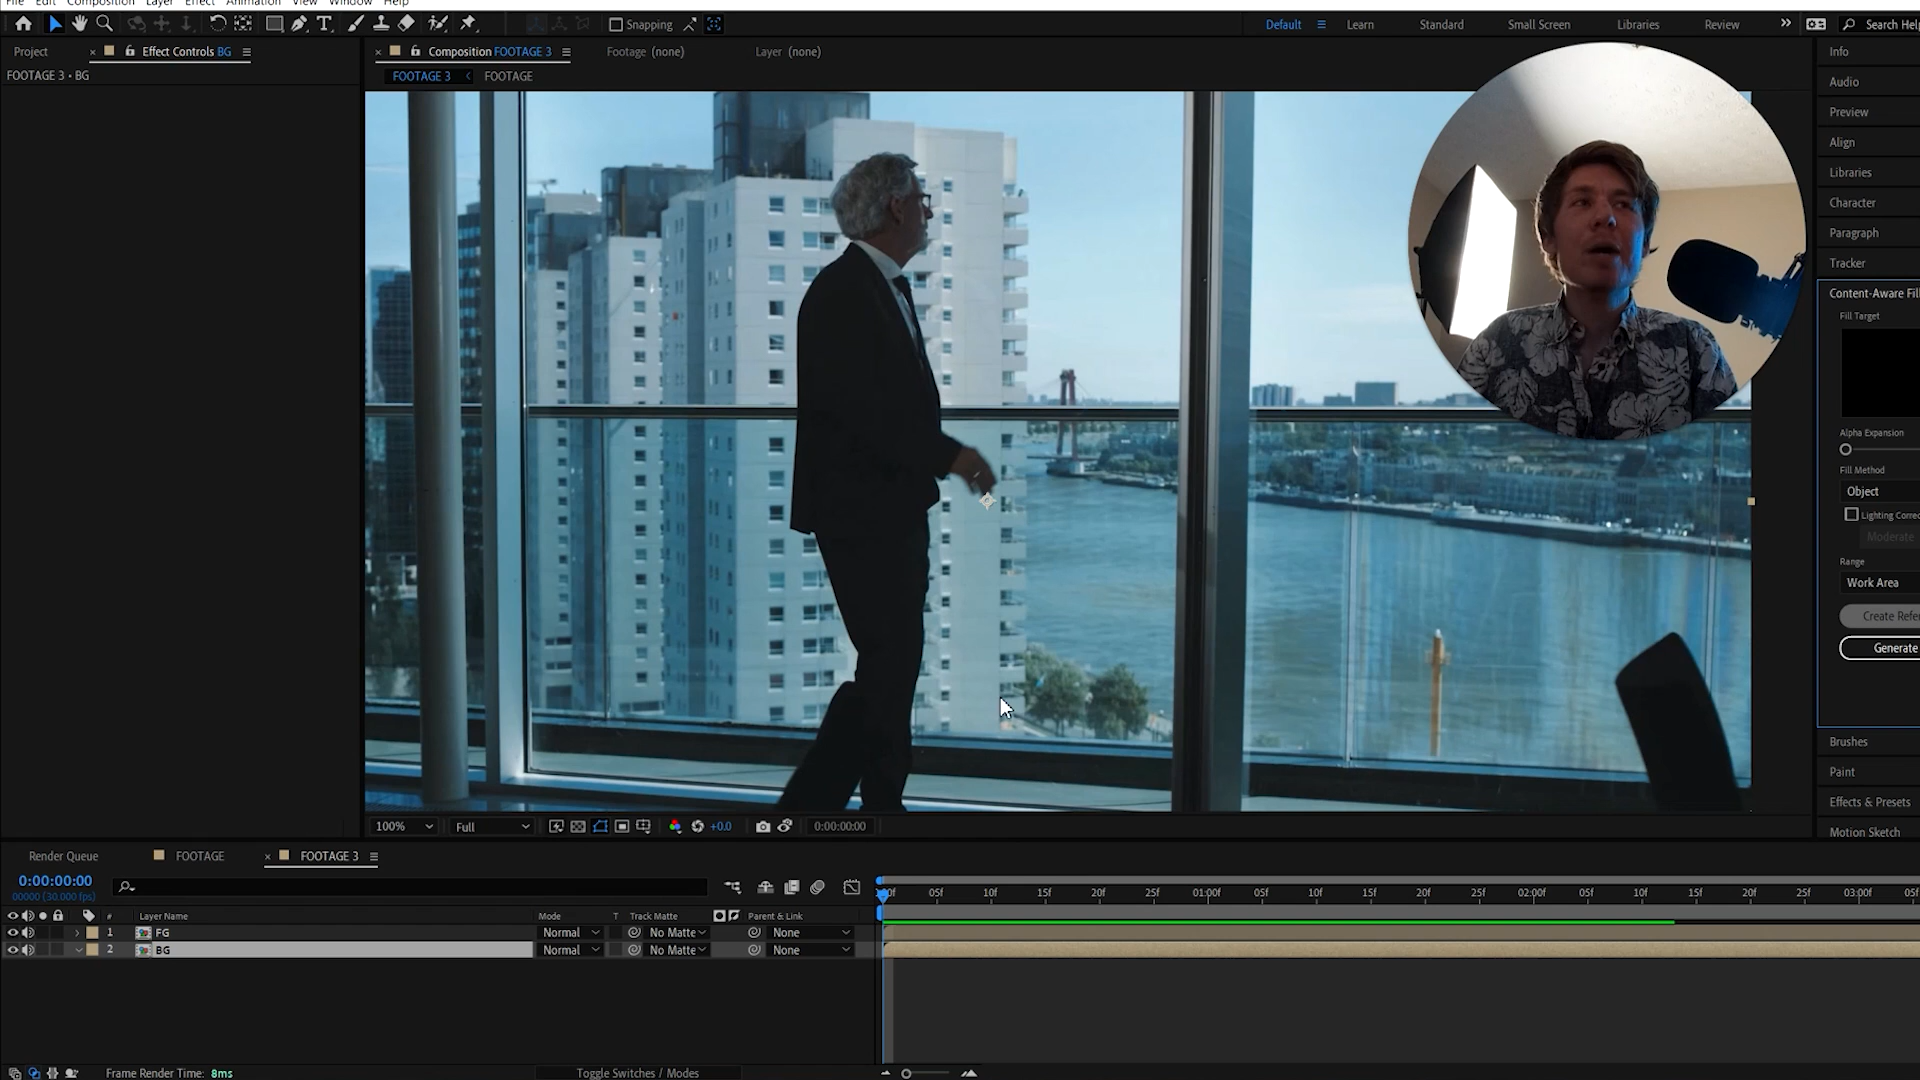 File Edit Composition Layer Effect Animation View Window Help
Snapping
Default Learn Standard Small Screen Libraries Review » Search Help
Project × Effect Controls BG
× Composition FOOTAGE 3 Footage (none) Layer (none)
FOOTAGE 3 • BG
FOOTAGE 3 < FOOTAGE
Info
Audio
Preview
Align
Libraries
Character
Paragraph
Tracker
Content-Aware Fill
Fill Target
Alpha Expansion
Fill Method
Object
Lighting Correc
Moderate
Range
Work Area
Create Refer
Generate
Brushes
Paint
Effects & Presets
Motion Sketch
100% Full +0.0 0:00:00:00
Render Queue FOOTAGE × FOOTAGE 3
0:00:00:00
00000 (30.000 fps)
05f 10f 15f 20f 25f 01:00f 05f 10f 15f 20f 25f 02:00f 05f 10f 15f 20f 25f 03:00f 05f
# Layer Name Mode T Track Matte Parent & Link
1 FG Normal No Matte None
2 BG Normal No Matte None
Frame Render Time: 8ms Toggle Switches / Modes